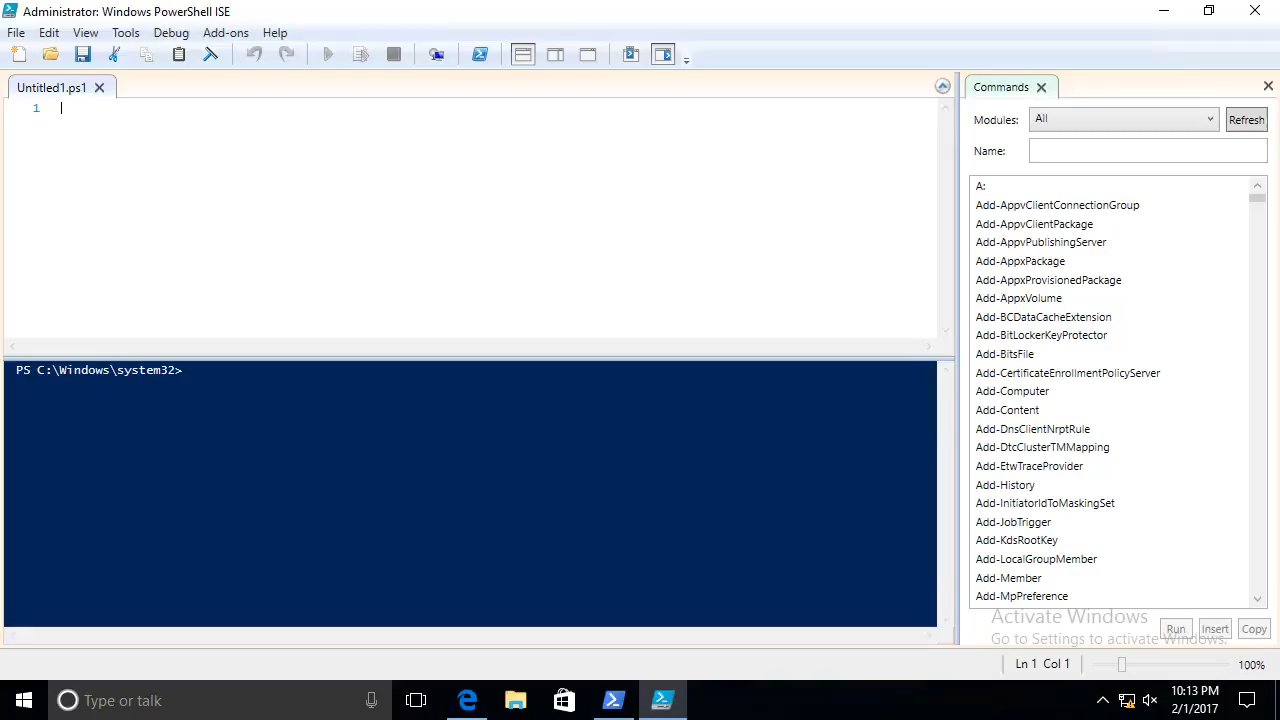 Administrator: Windows PowerShell ISE
File Edit View Tools Debug Add-ons Help
Untitled1.ps1
1
PS C:\Windows\system32>
Commands
Modules: All Refresh
Name:
A:
Add-AppvClientConnectionGroup
Add-AppvClientPackage
Add-AppvPublishingServer
Add-AppxPackage
Add-AppxProvisionedPackage
Add-AppxVolume
Add-BCDataCacheExtension
Add-BitLockerKeyProtector
Add-BitsFile
Add-CertificateEnrollmentPolicyServer
Add-Computer
Add-Content
Add-DnsClientNrptRule
Add-DtcClusterTMMapping
Add-EtwTraceProvider
Add-History
Add-InitiatorIdToMaskingSet
Add-JobTrigger
Add-KdsRootKey
Add-LocalGroupMember
Add-Member
Add-MpPreference
Activate Windows
Go to Settings to activate Windows.
Run Insert Copy
Ln 1 Col 1 100%
Type or talk
10:13 PM
2/1/2017